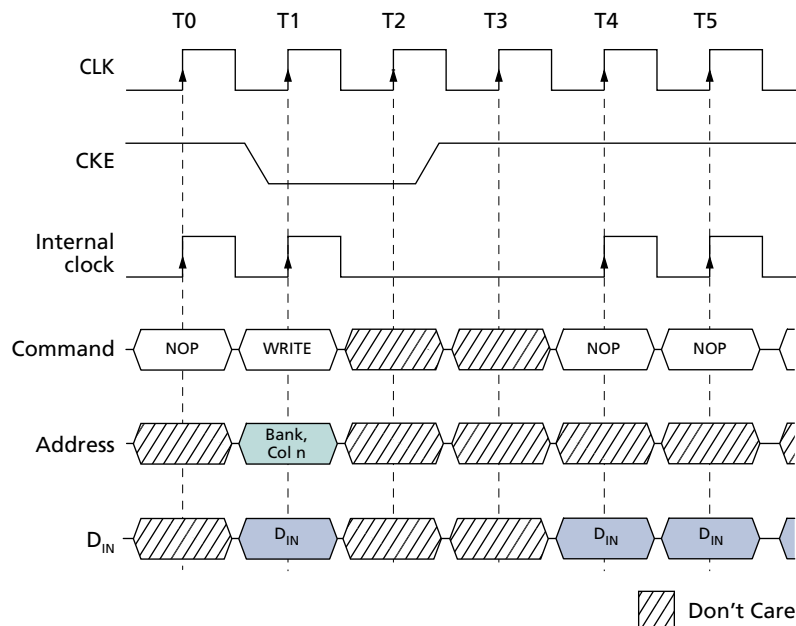 T0 T1 T2 T3 T4 T5
CLK
CKE
Internal
clock
Command NOP WRITE NOP NOP
Address Bank,
Col n
DIN DIN DIN DIN
Don't Care